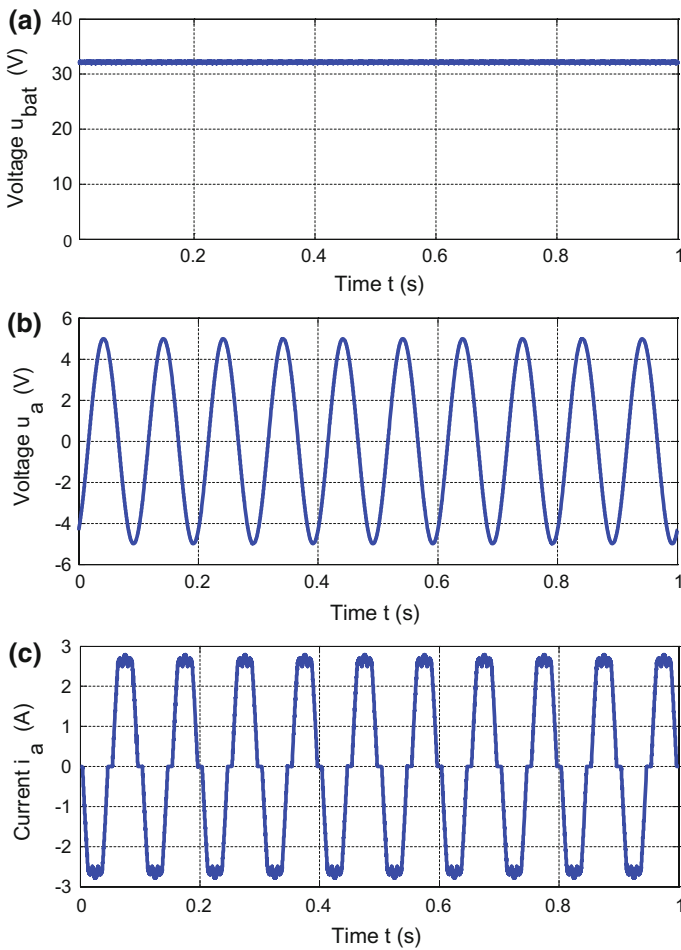 (a)
40
30
20
10
0
Voltage u_bat (V)
0.2 0.4 0.6 0.8 1
Time t (s)
(b)
6
4
2
0
-2
-4
-6
Voltage u_a (V)
0 0.2 0.4 0.6 0.8 1
Time t (s)
(c)
3
2
1
0
-1
-2
-3
Current i_a (A)
0 0.2 0.4 0.6 0.8 1
Time t (s)